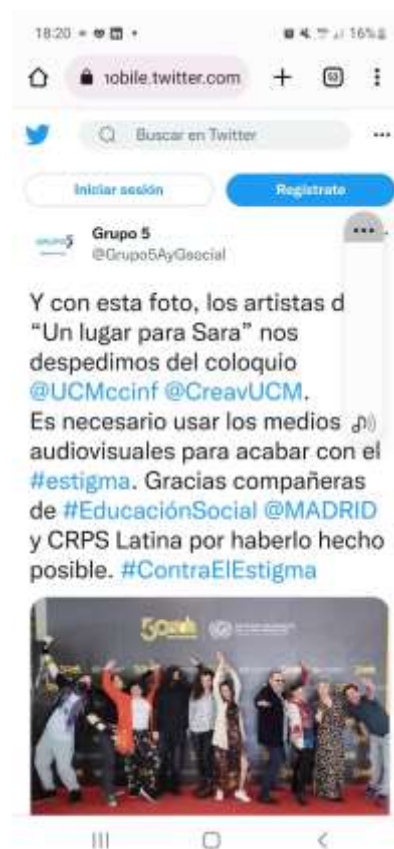 18:20
16%
mobile.twitter.com
Buscar en Twitter
Iniciar sesión
Regístrate
Grupo 5
@Grupo5AyGsocial
Y con esta foto, los artistas d
“Un lugar para Sara” nos
despedimos del coloquio
@UCMccinf @CreavUCM.
Es necesario usar los medios
audiovisuales para acabar con el
#estigma. Gracias compañeras
de #EducaciónSocial @MADRID
y CRPS Latina por haberlo hecho
posible. #ContraElEstigma
50